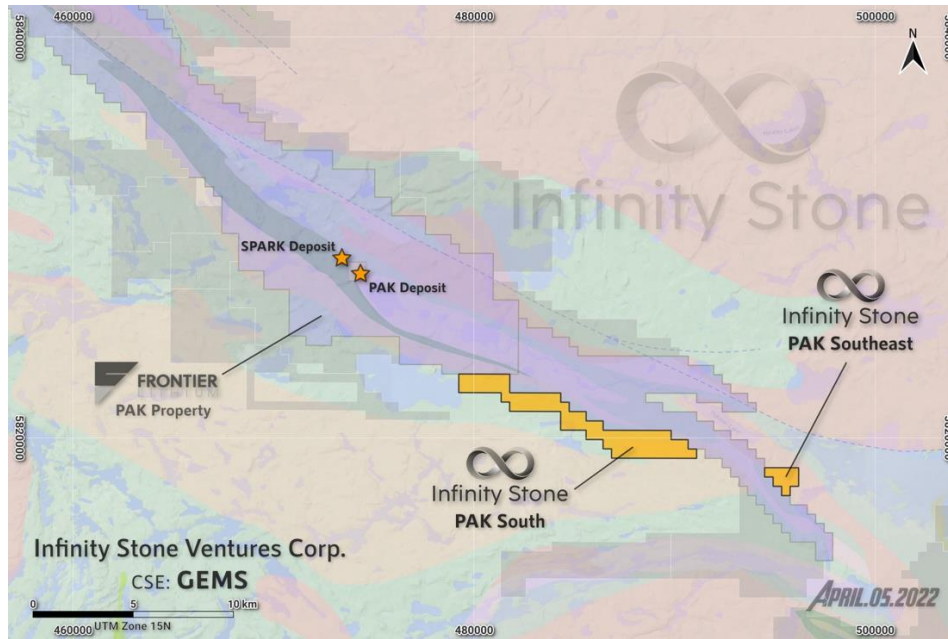 460000
480000
500000
5840000
N
Infinity Stone
SPARK Deposit
PAK Deposit
Infinity Stone
PAK Southeast
FRONTIER
PAK Property
5820000
Infinity Stone
PAK South
Infinity Stone Ventures Corp.
CSE: GEMS
0 5 10 km
UTM Zone 15N
APRIL.05.2022
460000
480000
500000